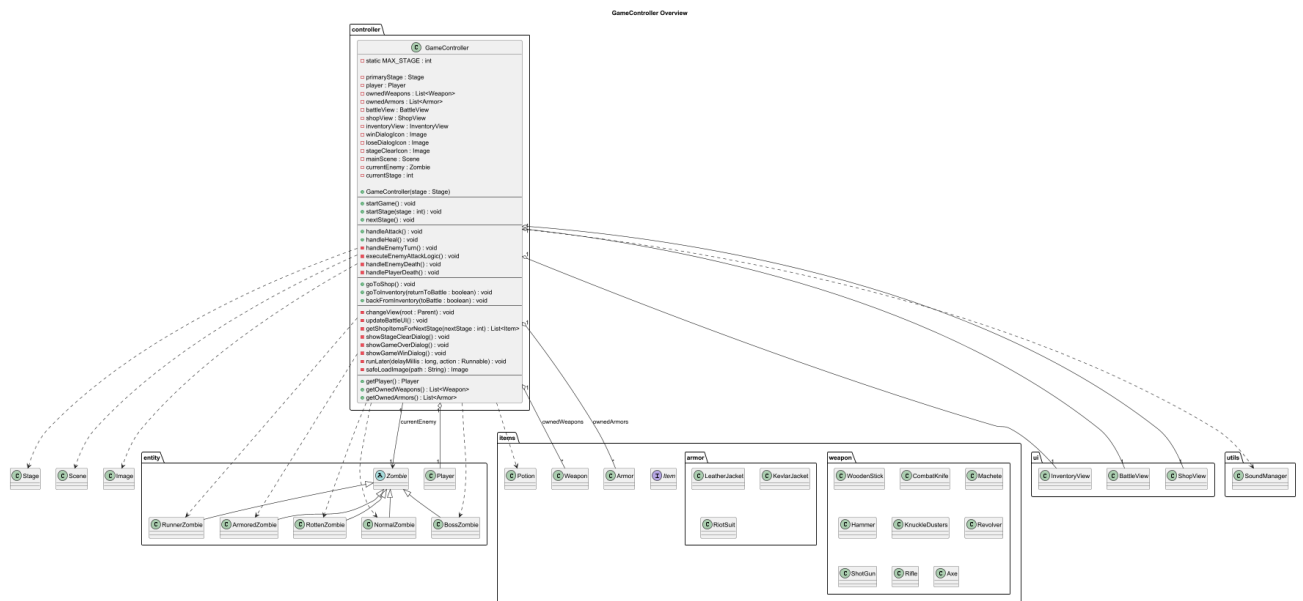 GameController Overview
controller
C GameController
static MAX_STAGE : int
primaryStage : Stage
player : Player
ownedWeapons : List<Weapon>
ownedArmors : List<Armor>
battleView : BattleView
shopView : ShopView
inventoryView : InventoryView
winDialogIcon : Image
loseDialogIcon : Image
stageClearIcon : Image
mainScene : Scene
currentEnemy : Zombie
currentStage : int
GameController(stage : Stage)
startGame() : void
startStage(stage : int) : void
nextStage() : void
handleAttack() : void
handleHeal() : void
handleEnemyTurn() : void
executeEnemyAttackLogic() : void
handleEnemyDeath() : void
handlePlayerDeath() : void
goToShop() : void
goToInventory(returnToBattle : boolean) : void
backFromInventory(toBattle : boolean) : void
changeView(root : Parent) : void
updateBattleUI() : void
getShopItemsForNextStage(nextStage : int) : List<Item>
showStageClearDialog() : void
showGameOverDialog() : void
showGameWinDialog() : void
runLater(delayMillis : long, action : Runnable) : void
safeLoadImage(path : String) : Image
getPlayer() : Player
getOwnedWeapons() : List<Weapon>
getOwnedArmors() : List<Armor>
currentEnemy
ownedWeapons
ownedArmors
C Stage
C Scene
C Image
entity
A Zombie
C Player
C RunnerZombie
C ArmoredZombie
C RottenZombie
C NormalZombie
C BossZombie
items
C Potion
C Weapon
C Armor
I Item
armor
C LeatherJacket
C KevlarJacket
C RiotSuit
weapon
C WoodenStick
C CombatKnife
C Machete
C Hammer
C KnuckleDusters
C Revolver
C ShotGun
C Rifle
C Axe
ui
C InventoryView
C BattleView
C ShopView
utils
C SoundManager